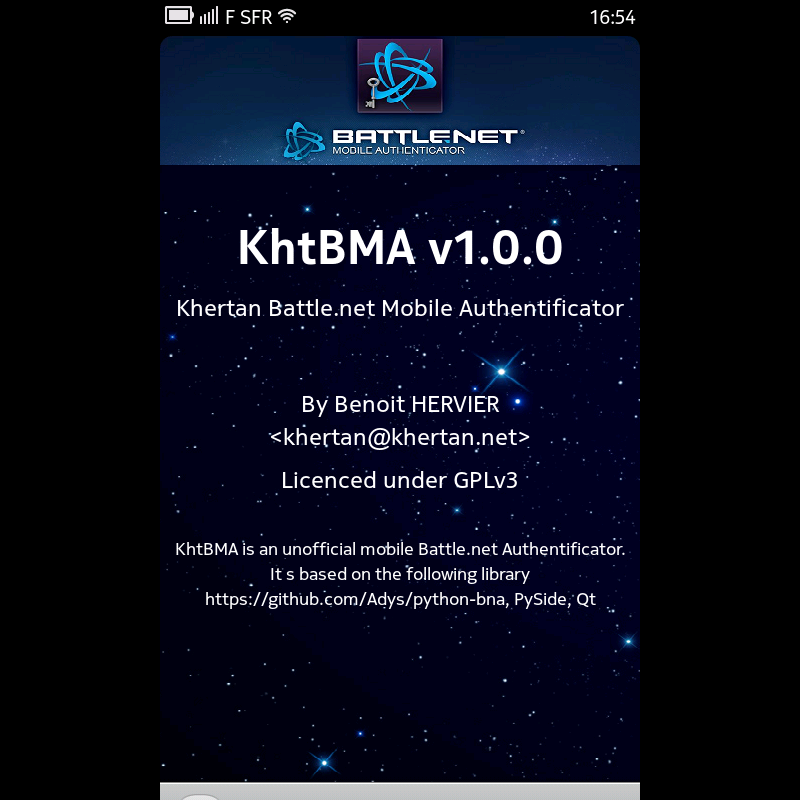 F SFR 16:54
BATTLE.NET®
MOBILE AUTHENTICATOR
KhtBMA v1.0.0
Khertan Battle.net Mobile Authentificator
By Benoit HERVIER
<khertan@khertan.net>
Licenced under GPLv3
KhtBMA is an unofficial mobile Battle.net Authentificator.
It s based on the following library
https://github.com/Adys/python-bna, PySide, Qt